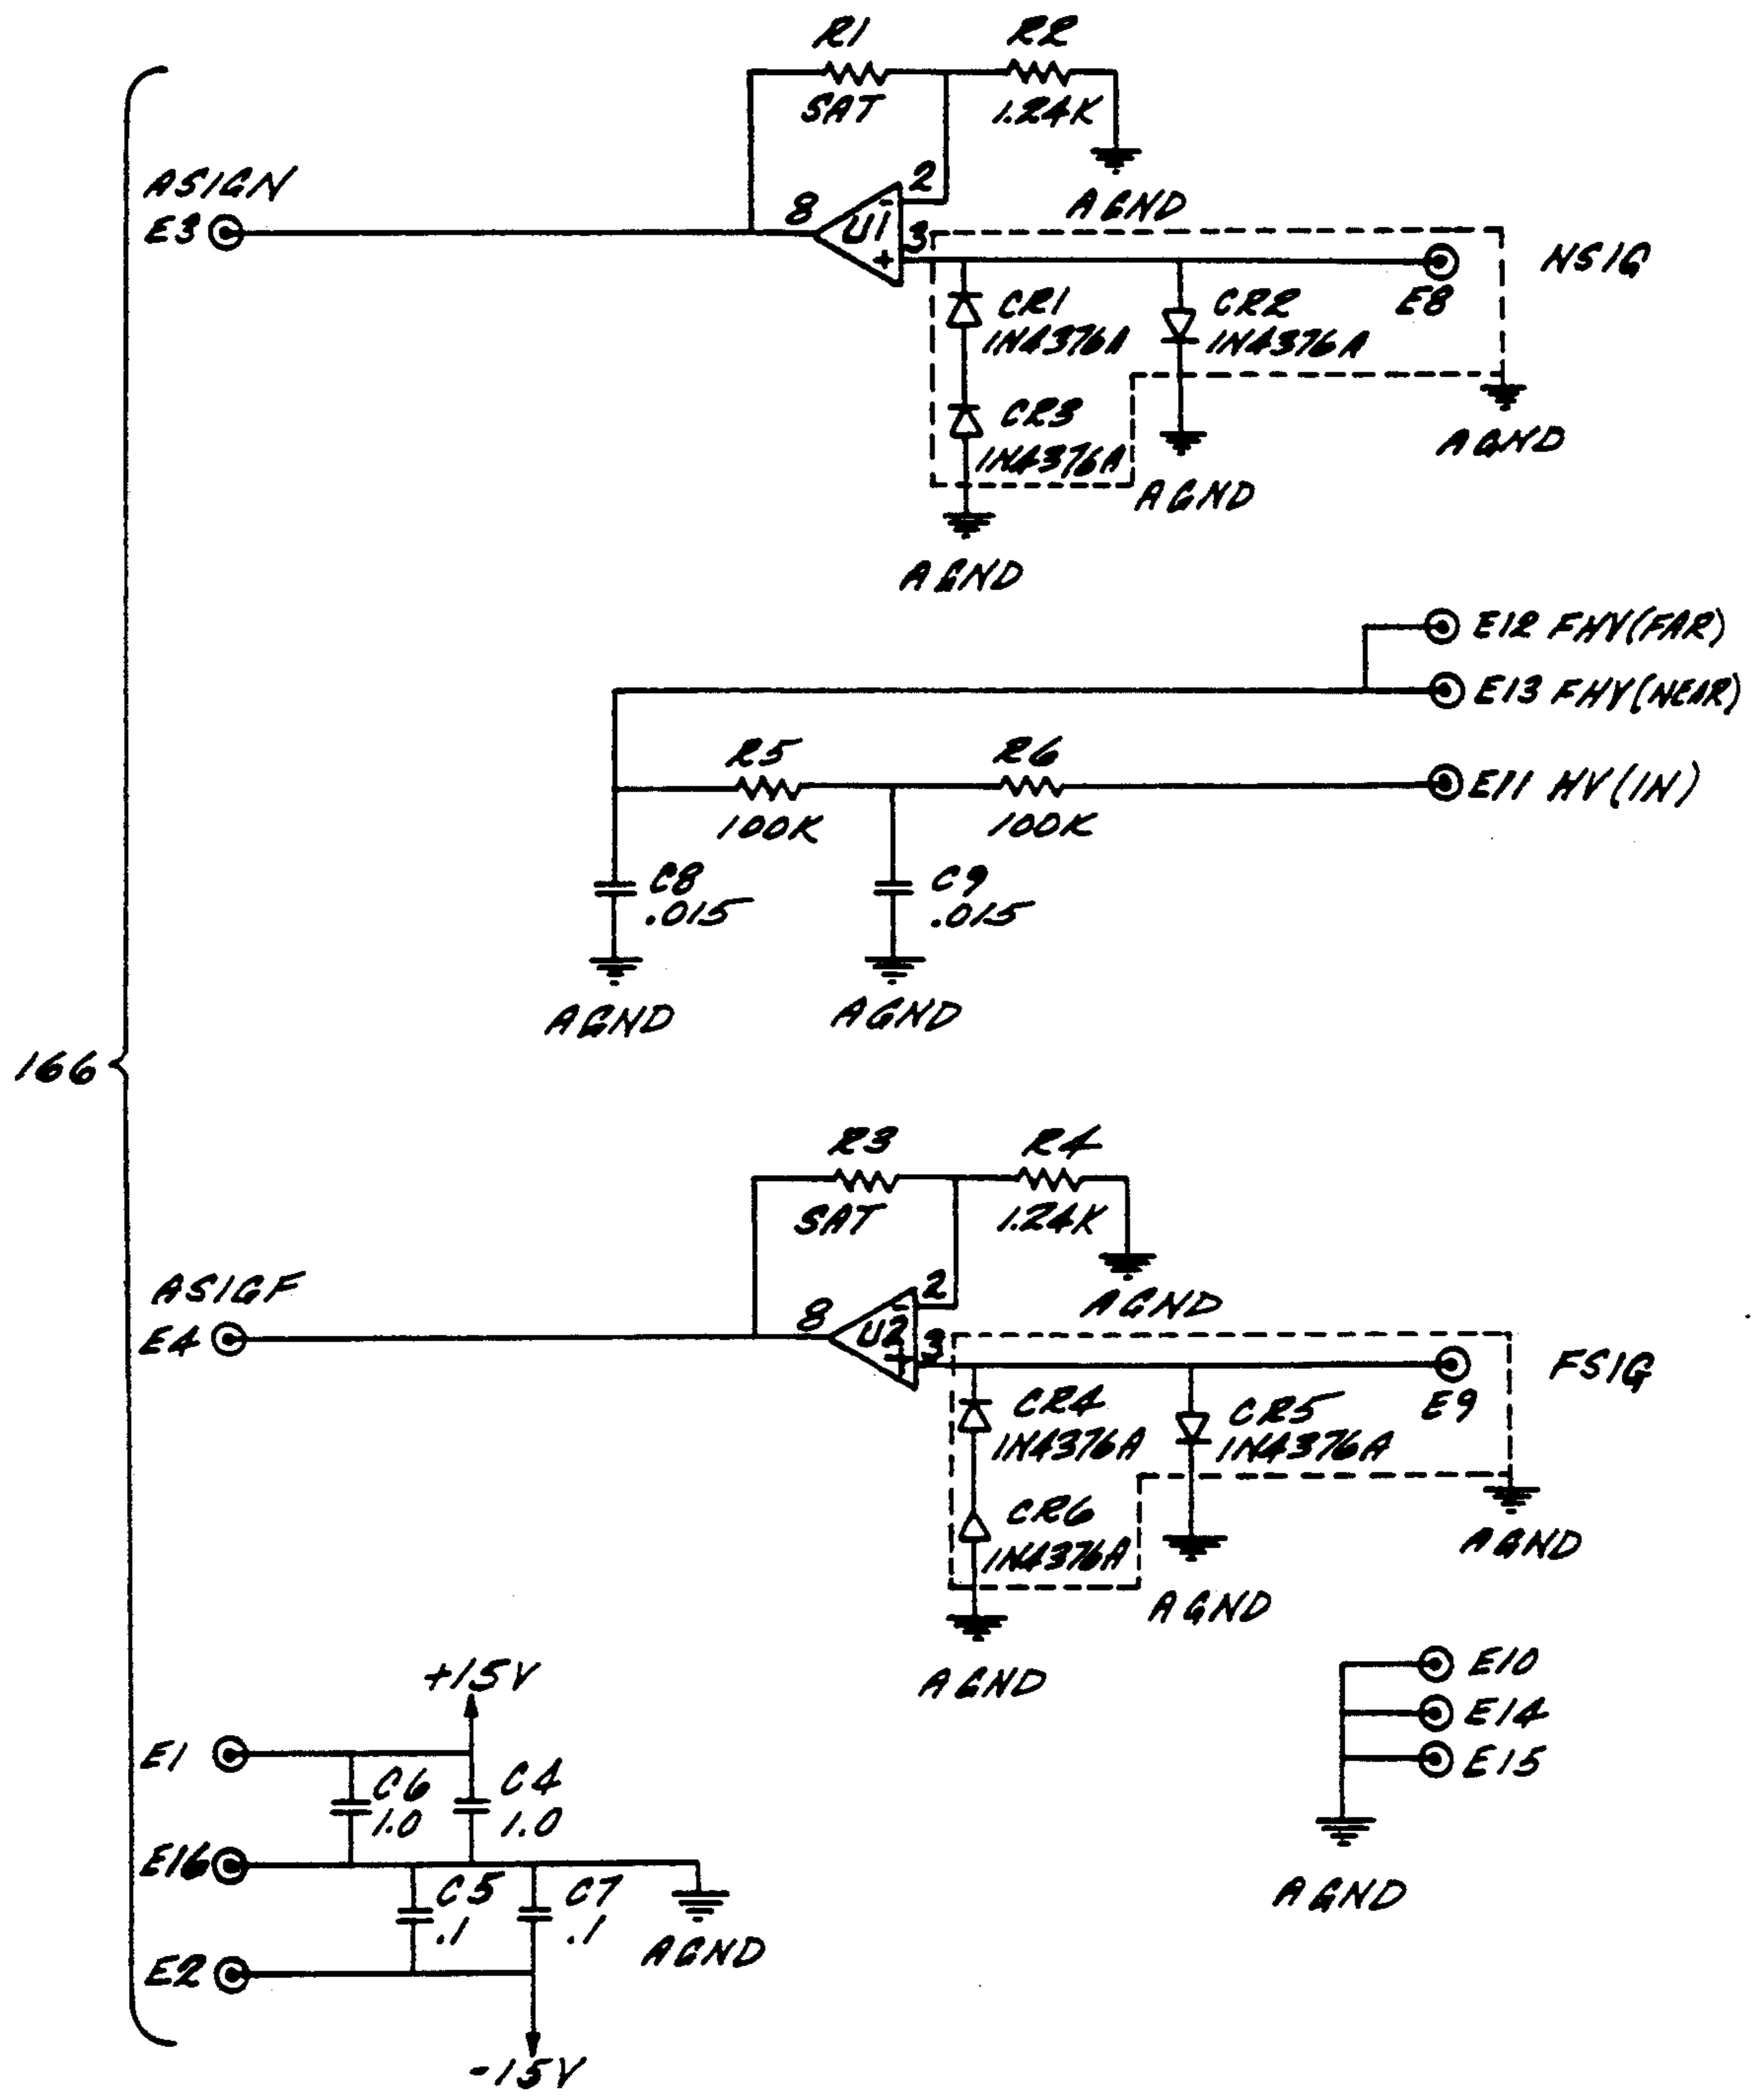 R1
R2
SAT
1.24K
AGND
ASIGN
E3
8
U1
2
-
3
+
NSIG
E8
CR1
1N4376A
CR2
1N4376A
CR3
1N4376A
AGND
AGND
AGND
E12 FHV(FAR)
E13 FHV(NEAR)
R5
100K
R6
100K
E11 HV(IN)
C8
.015
C9
.015
AGND
AGND
166
R3
SAT
R4
1.24K
AGND
ASIGF
E4
8
U2
2
-
3
+
FSIG
E9
CR4
1N4376A
CR5
1N4376A
CR6
1N4376A
AGND
AGND
AGND
+15V
E1
C6
1.0
C4
1.0
E16
C5
.1
C7
.1
AGND
E2
-15V
E10
E14
E15
AGND